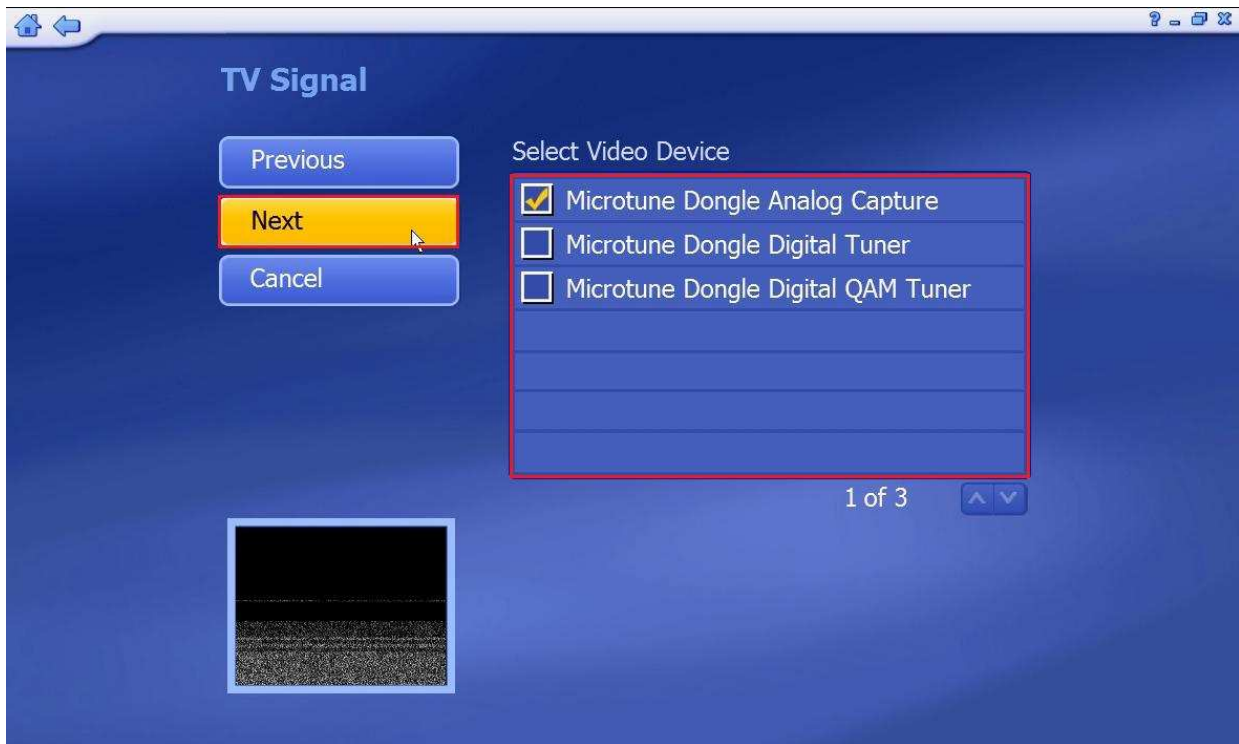 ?
TV Signal
Previous
Next
Cancel
Select Video Device
Microtune Dongle Analog Capture
Microtune Dongle Digital Tuner
Microtune Dongle Digital QAM Tuner
1 of 3